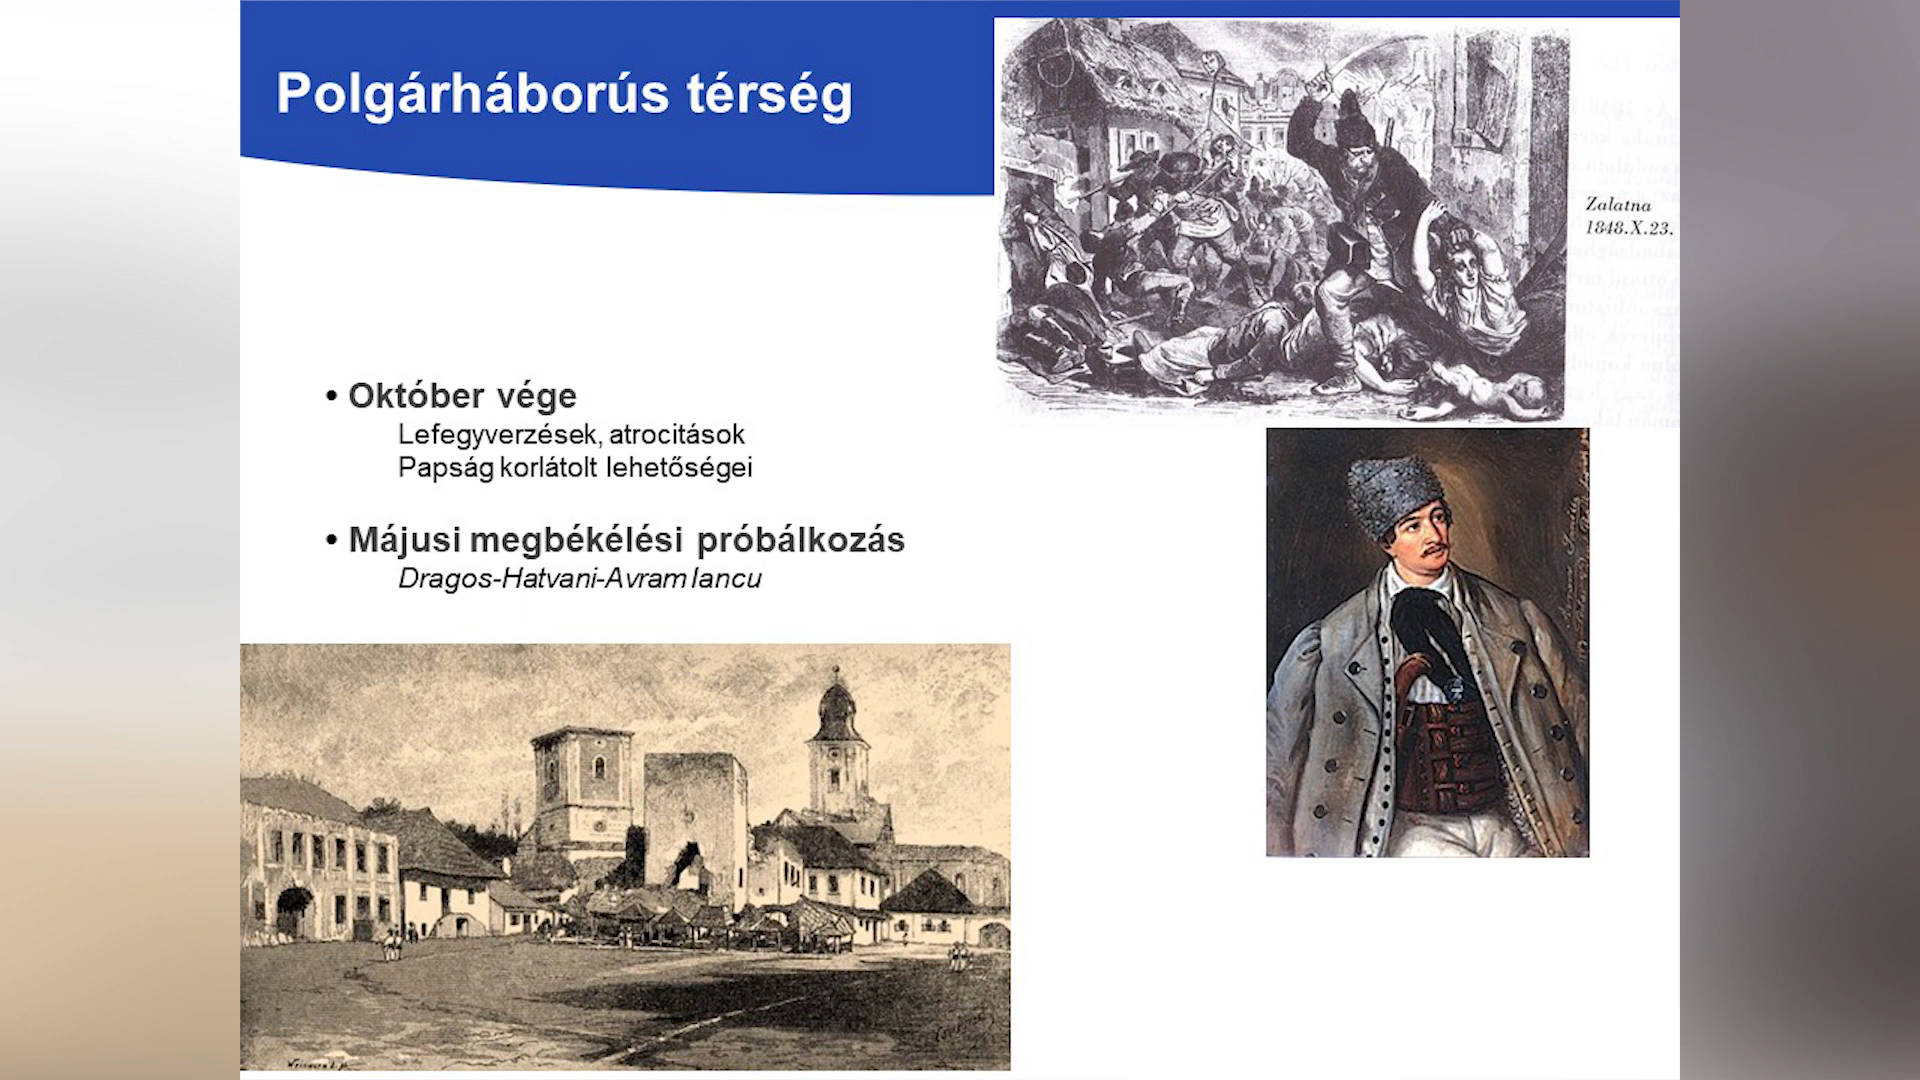 Polgárháborús térség
Zalatna
1848.X.23.
• Október vége
Lefegyverzések, atrocitások
Papság korlátolt lehetőségei
• Májusi megbékélési próbálkozás
Dragos-Hatvani-Avram Iancu